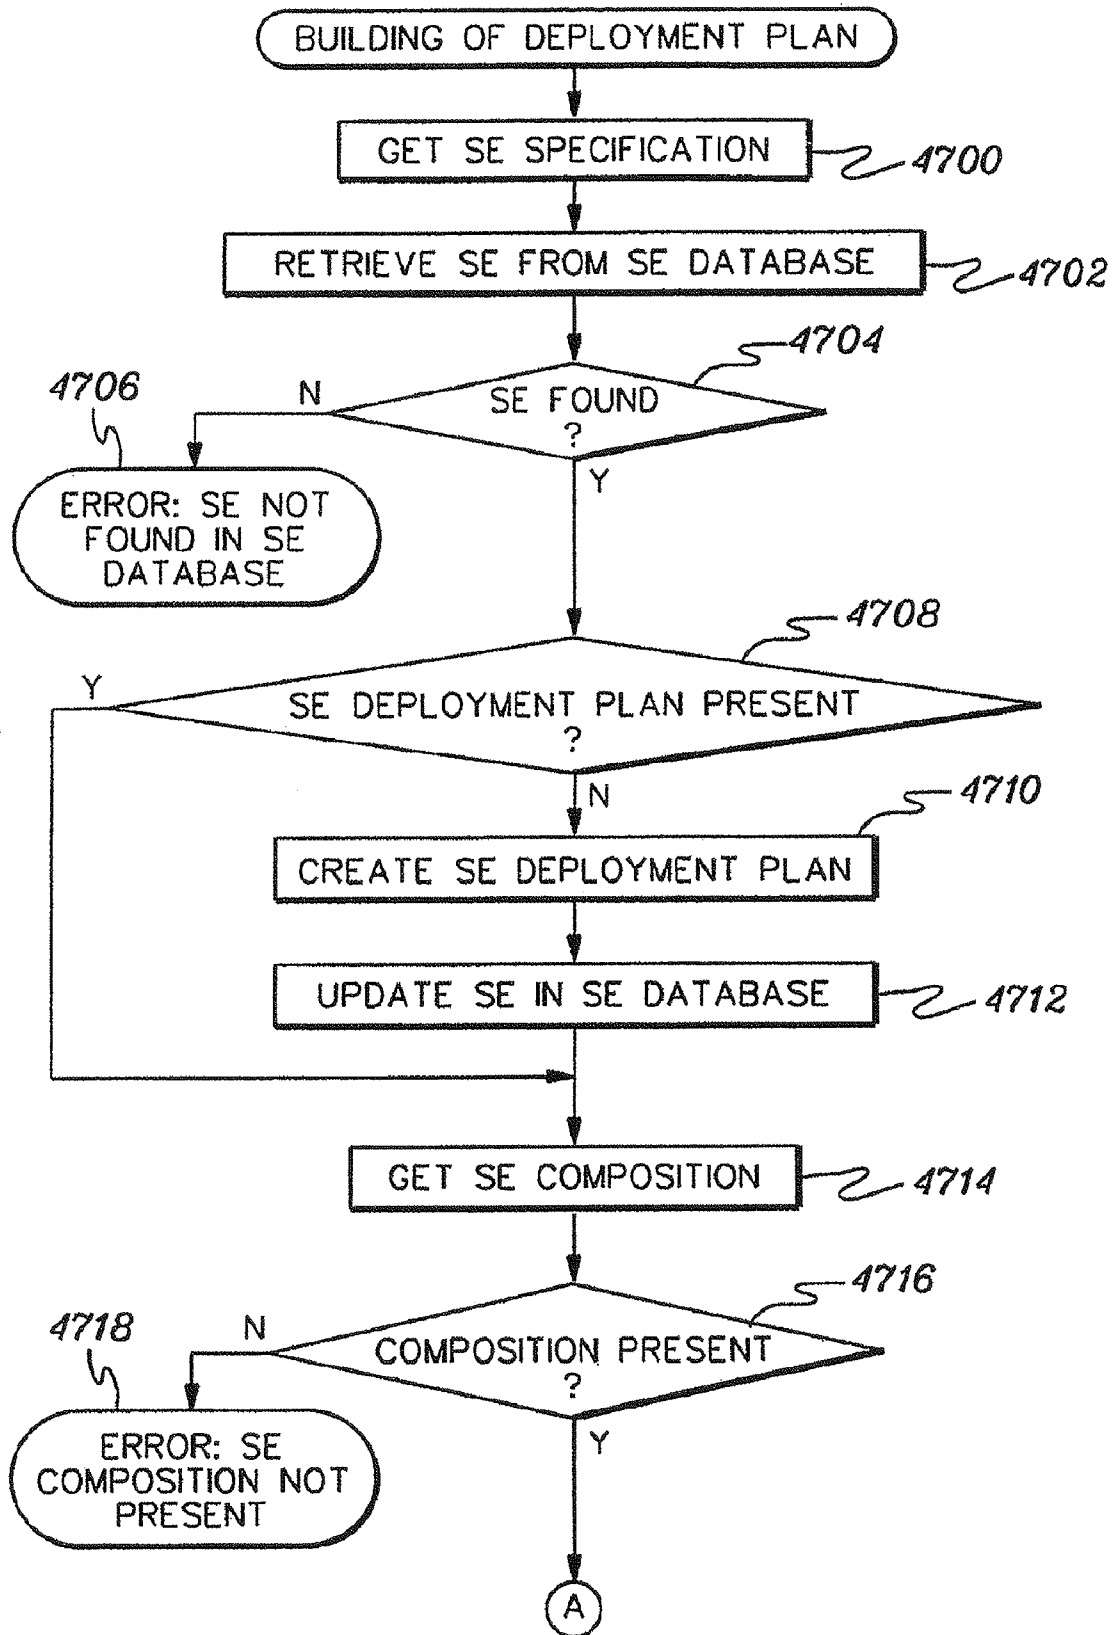 BUILDING OF DEPLOYMENT PLAN
GET SE SPECIFICATION
4700
RETRIEVE SE FROM SE DATABASE
4702
4704
SE FOUND
?
N
Y
4706
ERROR: SE NOT
FOUND IN SE
DATABASE
4708
Y
SE DEPLOYMENT PLAN PRESENT
?
N
4710
CREATE SE DEPLOYMENT PLAN
UPDATE SE IN SE DATABASE
4712
GET SE COMPOSITION
4714
4716
COMPOSITION PRESENT
?
N
Y
4718
ERROR: SE
COMPOSITION NOT
PRESENT
A